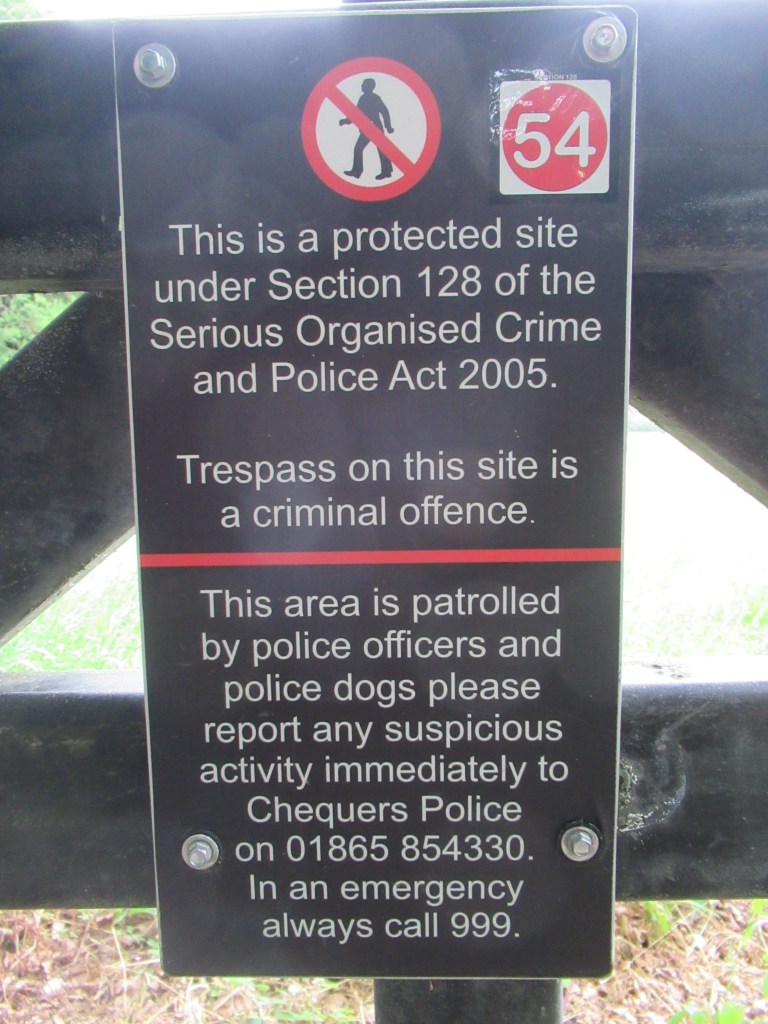 SECTION 128
54
This is a protected site
under Section 128 of the
Serious Organised Crime
and Police Act 2005.
Trespass on this site is
a criminal offence.
This area is patrolled
by police officers and
police dogs please
report any suspicious
activity immediately to
Chequers Police
on 01865 854330.
In an emergency
always call 999.